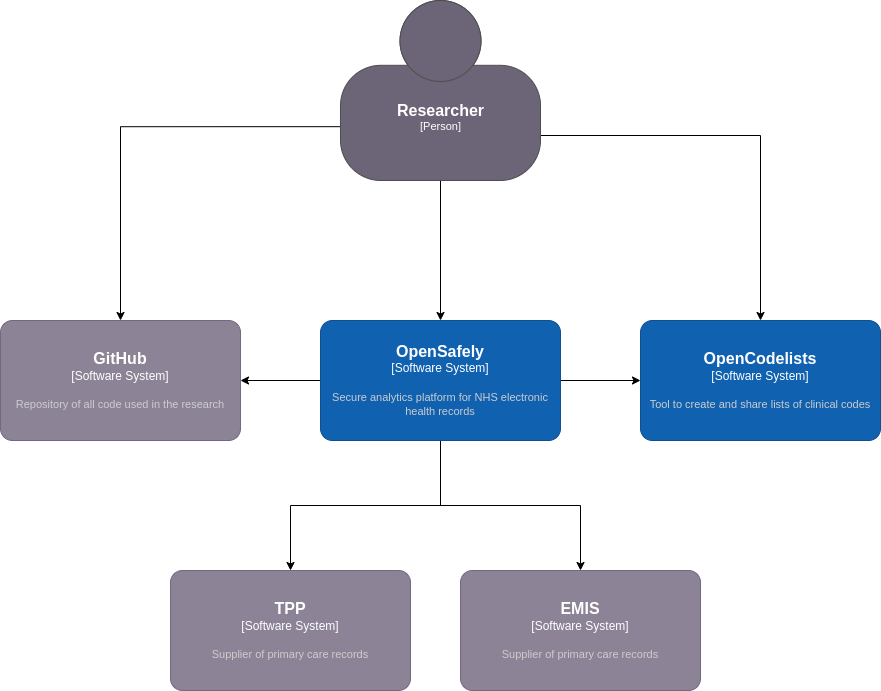 Researcher
[Person]
GitHub
[Software System]
Repository of all code used in the research
OpenSafely
[Software System]
Secure analytics platform for NHS electronic
health records
OpenCodelists
[Software System]
Tool to create and share lists of clinical codes
TPP
[Software System]
Supplier of primary care records
EMIS
[Software System]
Supplier of primary care records